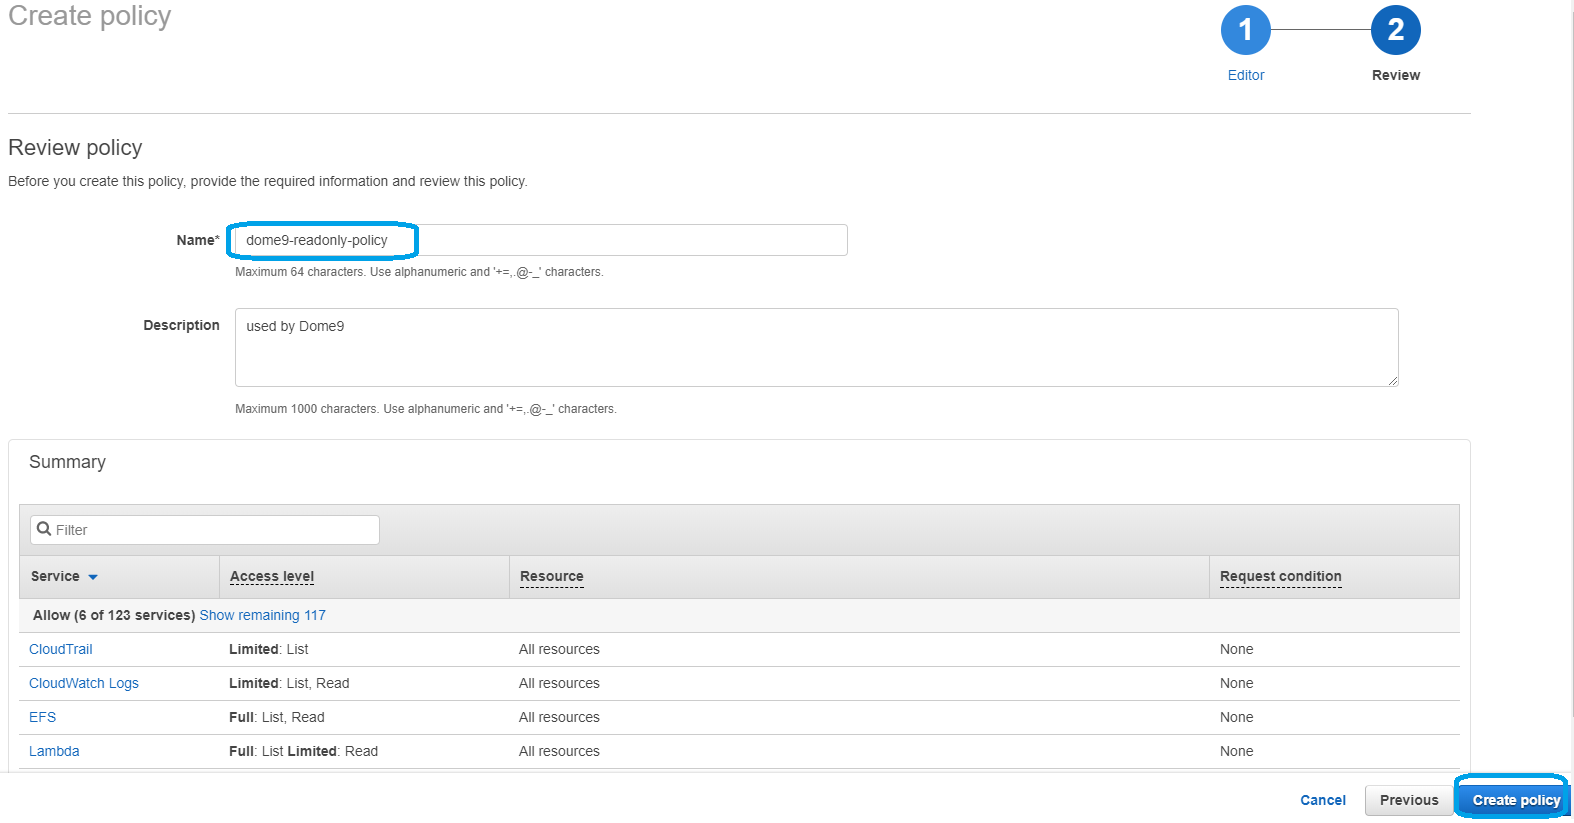 Create policy
1
2
Editor
Review
Review policy
Before you create this policy, provide the required information and review this policy.
Name*
dome9-readonly-policy
Maximum 64 characters. Use alphanumeric and '+=,.@-_' characters.
Description
used by Dome9
Maximum 1000 characters. Use alphanumeric and '+=,.@-_' characters.
Summary
Filter
Service Access level Resource Request condition
Allow (6 of 123 services) Show remaining 117
CloudTrail Limited: List All resources None
CloudWatch Logs Limited: List, Read All resources None
EFS Full: List, Read All resources None
Lambda Full: List Limited: Read All resources None
Cancel Previous Create policy